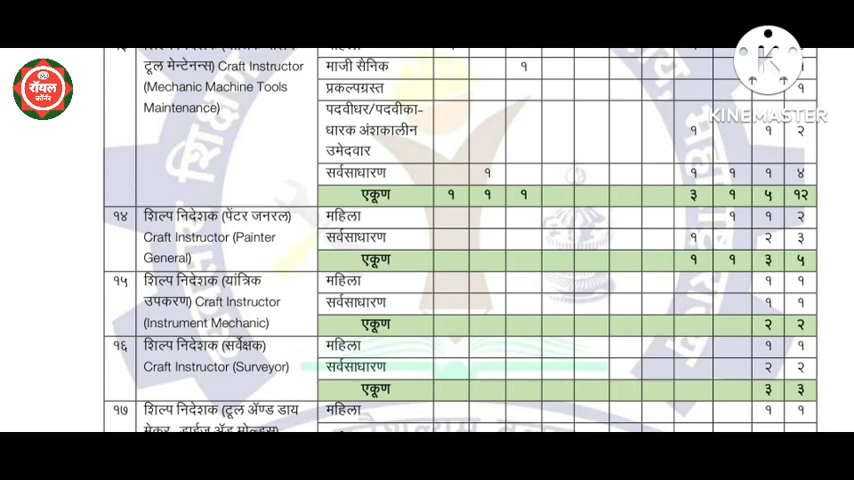 KINEMASTER
रॉयल
कॉर्नर
टूल मेन्टेनन्स) Craft Instructor
(Mechanic Machine Tools
Maintenance)
माजी सैनिक १
प्रकल्पग्रस्त १
पदवीधर/पदवीका-
धारक अंशकालीन १ १ २
उमेदवार
सर्वसाधारण १ १ १ १ ४
एकूण १ १ १ ३ १ ५ १२
१४ शिल्प निदेशक (पेंटर जनरल) महिला १ १ २
Craft Instructor (Painter सर्वसाधारण १ २ ३
General) एकूण १ १ ३ ५
१५ शिल्प निदेशक (यांत्रिक महिला १ १
उपकरण) Craft Instructor सर्वसाधारण १ १
(Instrument Mechanic) एकूण २ २
१६ शिल्प निदेशक (सर्वेक्षक) महिला १ १
Craft Instructor (Surveyor) सर्वसाधारण २ २
एकूण ३ ३
१७ शिल्प निदेशक (टूल ॲण्ड डाय महिला १ १